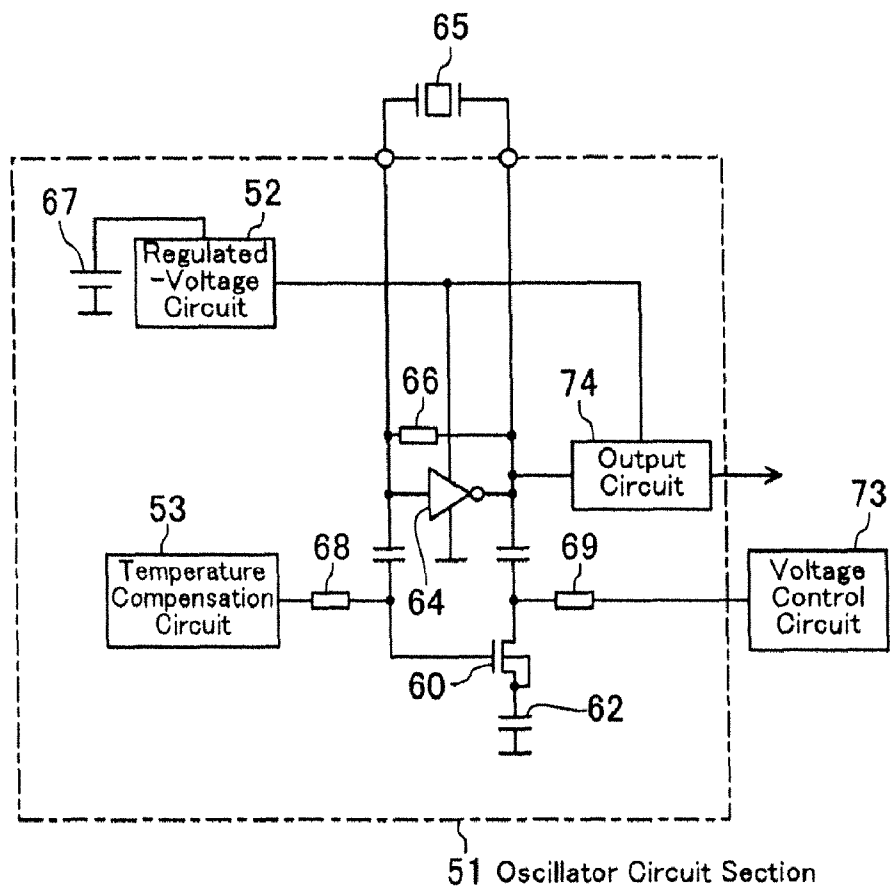 65
67
52
Regulated
-Voltage
Circuit
66
74
Output
Circuit
53
68
Temperature
Compensation
Circuit
64
69
73
Voltage
Control
Circuit
60
62
51 Oscillator Circuit Section